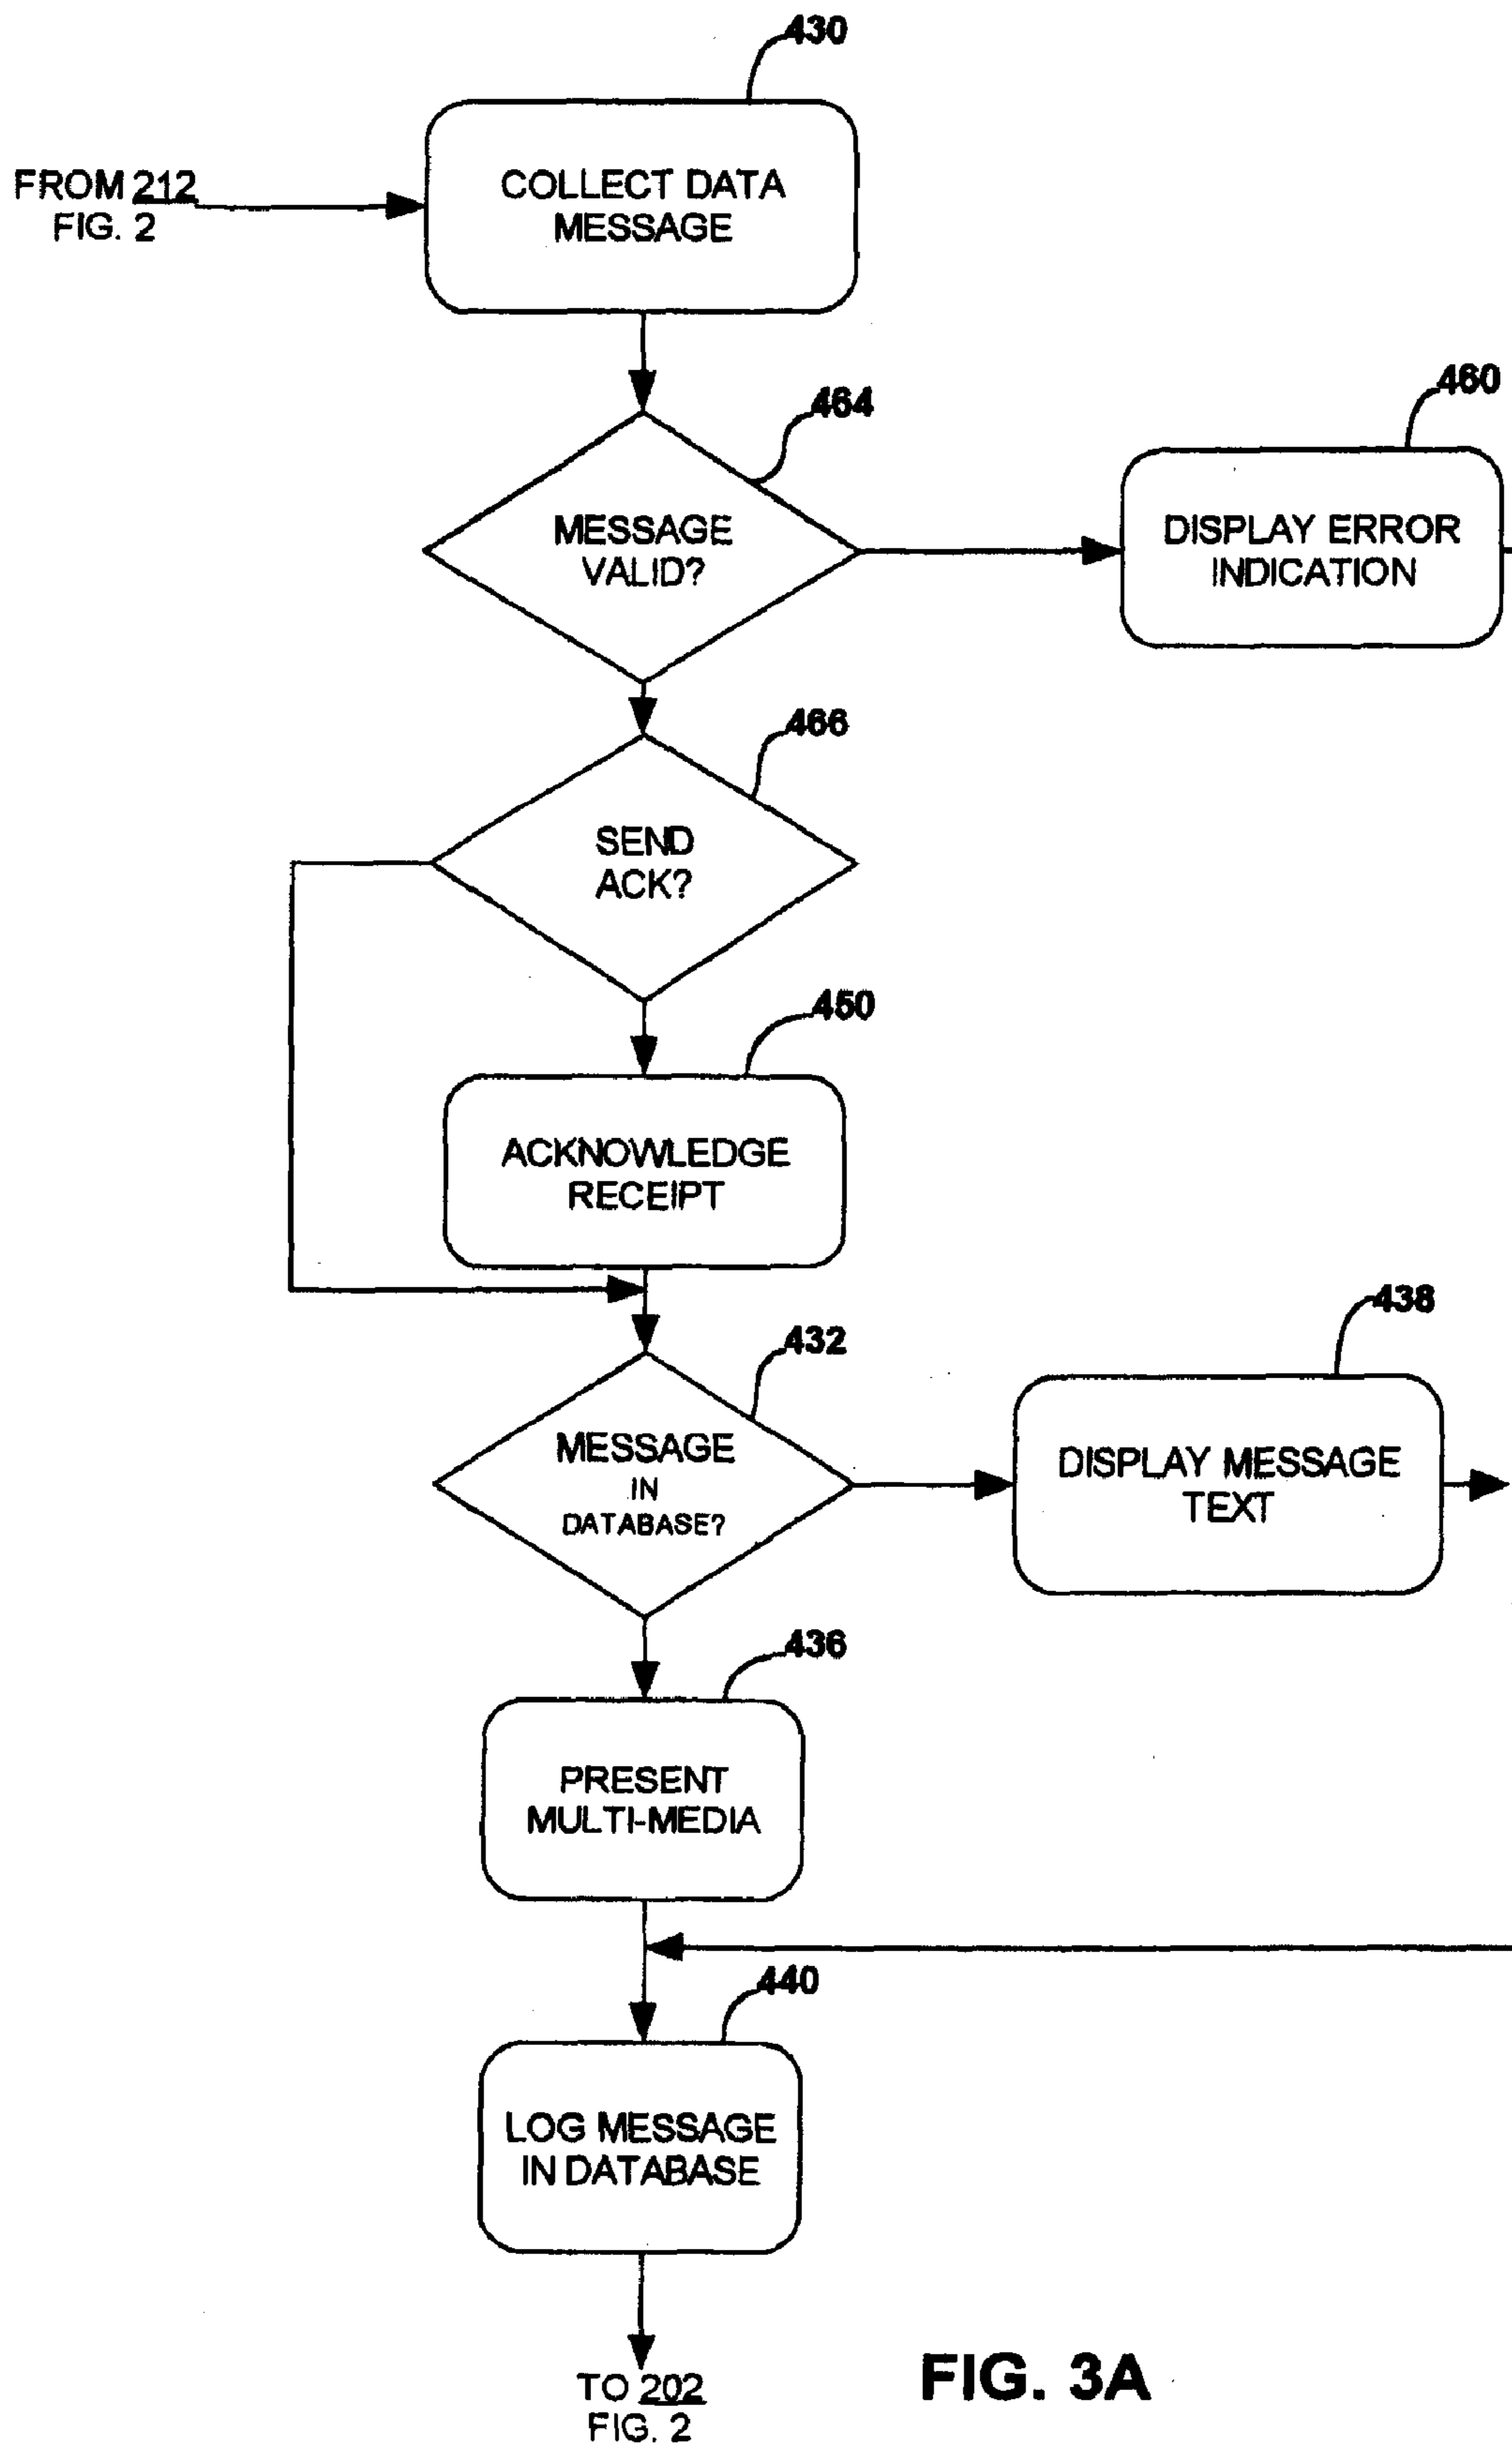 430
FROM 212
FIG. 2
COLLECT DATA
MESSAGE
464
MESSAGE
VALID?
460
DISPLAY ERROR
INDICATION
466
SEND
ACK?
450
ACKNOWLEDGE
RECEIPT
432
MESSAGE
IN
DATABASE?
438
DISPLAY MESSAGE
TEXT
436
PRESENT
MULTI-MEDIA
440
LOG MESSAGE
IN DATABASE
TO 202
FIG. 2
FIG. 3A